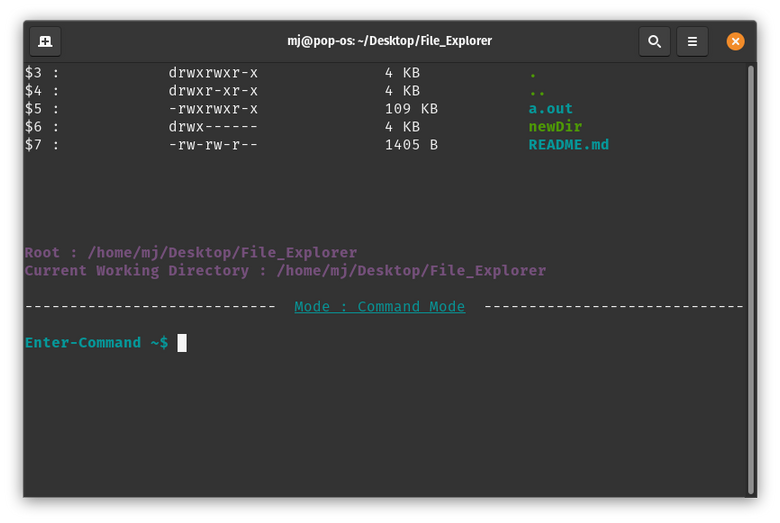 mj@pop-os: ~/Desktop/File_Explorer
$3 : drwxrwxr-x 4 KB .
$4 : drwxr-xr-x 4 KB ..
$5 : -rwxrwxr-x 109 KB a.out
$6 : drwx------ 4 KB newDir
$7 : -rw-rw-r-- 1405 B README.md
Root : /home/mj/Desktop/File_Explorer
Current Working Directory : /home/mj/Desktop/File_Explorer
---------------------------- Mode : Command Mode -----------------------------
Enter-Command ~$